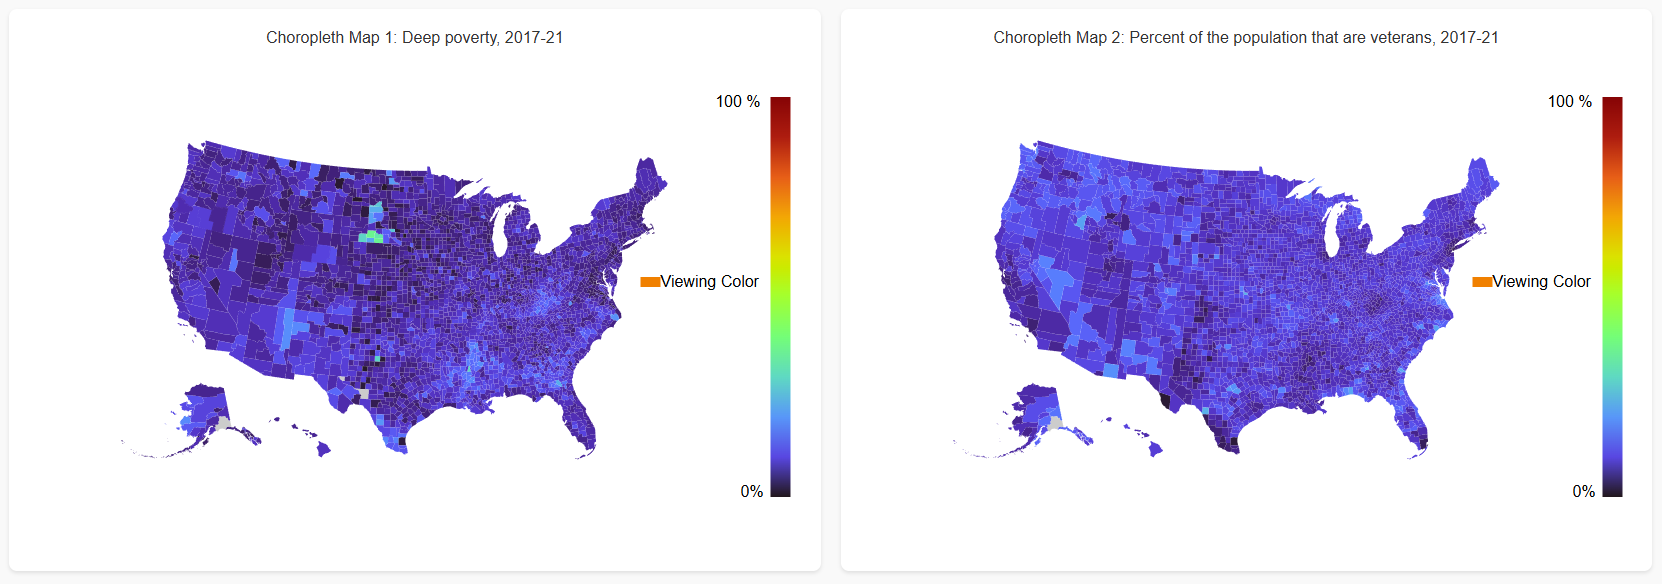 Choropleth Map 1: Deep poverty, 2017-21
100 %
Viewing Color
0%
Choropleth Map 2: Percent of the population that are veterans, 2017-21
100 %
Viewing Color
0%